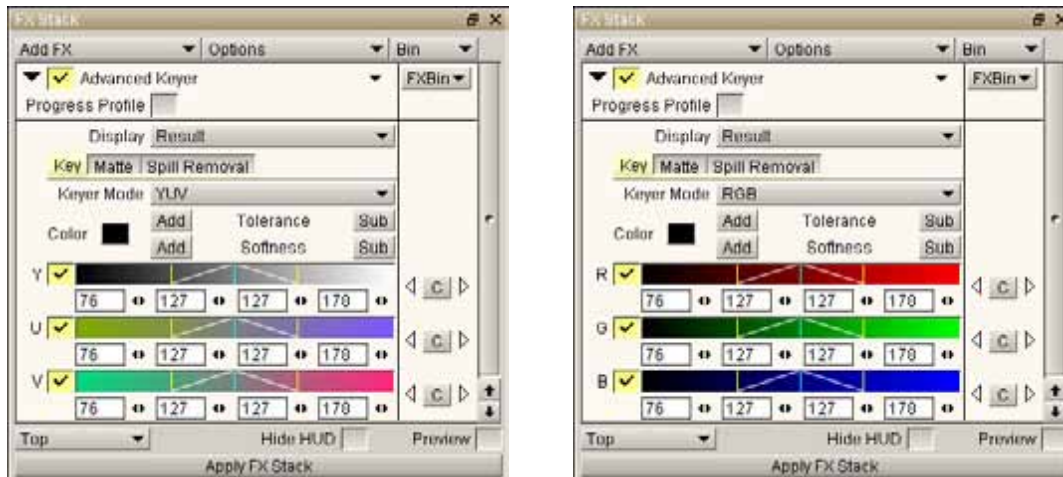 FX Stack
Add FX Options Bin
Advanced Keyer FXBin
Progress Profile
Display Result
Key Matte Spill Removal
Keyer Mode YUV
Color Add Tolerance Sub
Add Softness Sub
Y
76 127 127 178 C
U
76 127 127 178 C
V
76 127 127 178 C
Top Hide HUD Preview
Apply FX Stack
FX Stack
Add FX Options Bin
Advanced Keyer FXBin
Progress Profile
Display Result
Key Matte Spill Removal
Keyer Mode RGB
Color Add Tolerance Sub
Add Softness Sub
R
76 127 127 178 C
G
76 127 127 178 C
B
76 127 127 178 C
Top Hide HUD Preview
Apply FX Stack